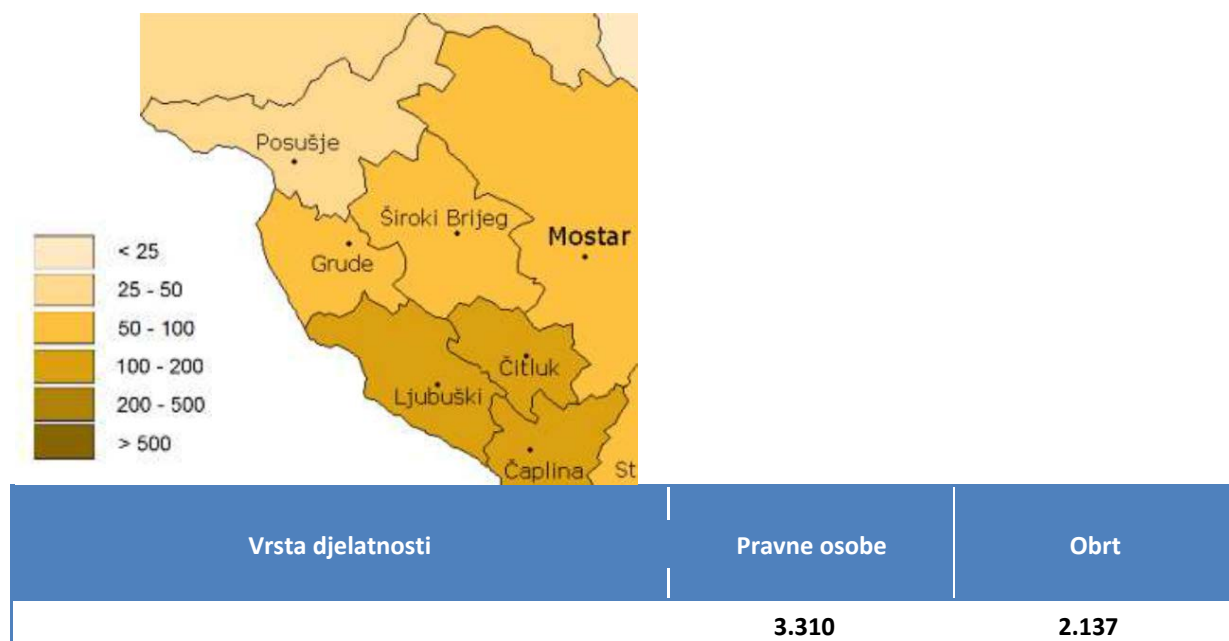 Posušje
Široki Brijeg
Mostar
Grude
< 25
25 - 50
50 - 100
100 - 200
200 - 500
> 500
Čitluk
Ljubuški
Čaplina
St
Vrsta djelatnosti Pravne osobe Obrt
3.310 2.137